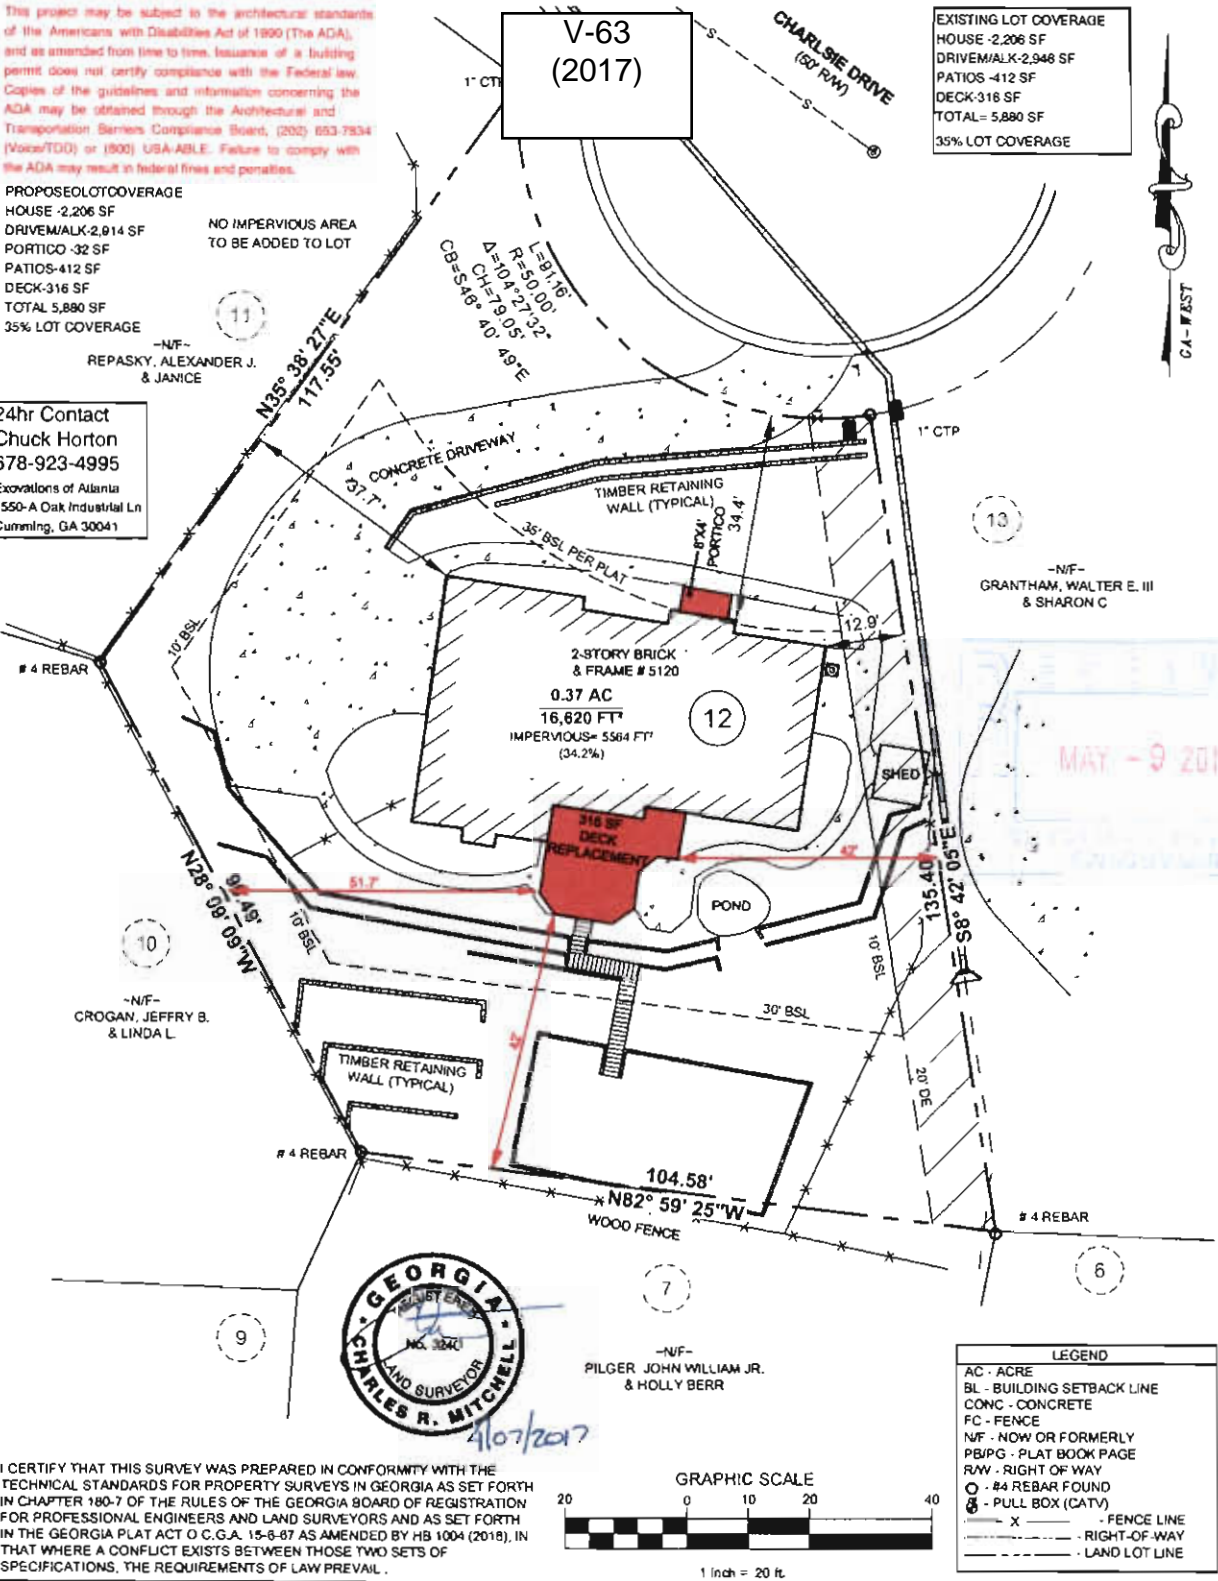 This project may be subject to the architectural standards
of the Americans with Disabilities Act of 1990 (The ADA),
and as amended from time to time. Issuance of a building
permit does not certify compliance with the Federal law.
Copies of the guidelines and information concerning the
ADA may be obtained through the Architectural and
Transportation Barriers Compliance Board, (202) 653-7834
(Voice/TDD) or (800) USA-ABLE. Failure to comply with
the ADA may result in federal fines and penalties.
V-63
(2017)
1" CTP
CHARLSIE DRIVE
(50' R/W)
S
S
EXISTING LOT COVERAGE
HOUSE -2,206 SF
DRIVEM/ALK-2,946 SF
PATIOS -412 SF
DECK-316 SF
TOTAL= 5,880 SF
35% LOT COVERAGE
GA-WEST
PROPOSEOLOTCOVERAGE
HOUSE -2,206 SF
DRIVEM/ALK-2,914 SF
PORTICO -32 SF
PATIOS-412 SF
DECK-316 SF
TOTAL 5,880 SF
35% LOT COVERAGE
NO IMPERVIOUS AREA
TO BE ADDED TO LOT
11
~N/F~
REPASKY, ALEXANDER J.
& JANICE
L=91.16'
R=50.00'
Δ=104°27'32"
CH=79.05'
CB=S46° 40' 49"E
N35° 38' 27"E
117.55'
24hr Contact
Chuck Horton
678-923-4995
Exovations of Atlanta
550-A Oak Industrial Ln
Cumming, GA 30041
CONCRETE DRIVEWAY
37.7'
TIMBER RETAINING
WALL (TYPICAL)
35' BSL PER PLAT
8'X4'
PORTICO
34.4'
1" CTP
13
~N/F~
GRANTHAM, WALTER E. III
& SHARON C
10' BSL
# 4 REBAR
12.9'
2-STORY BRICK
& FRAME # 5120
0.37 AC
16,620 FT²
IMPERVIOUS= 5564 FT²
(34.2%)
12
SHED
MAY - 9 201
316 SF
DECK
REPLACEMENT
51.7'
42'
POND
N28° 09' 09"W
10' BSL
135.40'
S8° 42' 05"E
10' BSL
10
~N/F~
CROGAN, JEFFRY B.
& LINDA L.
30' BSL
TIMBER RETAINING
WALL (TYPICAL)
20' DE
# 4 REBAR
104.58'
N82° 59' 25"W
WOOD FENCE
# 4 REBAR
7
6
9
~N/F~
PILGER JOHN WILLIAM JR.
& HOLLY BERR
GEORGIA
REGISTERED
LAND SURVEYOR
CHARLES R. MITCHELL
4/07/2017
LEGEND
AC - ACRE
BL - BUILDING SETBACK LINE
CONC - CONCRETE
FC - FENCE
N/F - NOW OR FORMERLY
PB/PG - PLAT BOOK PAGE
R/W - RIGHT OF WAY
- #4 REBAR FOUND
- PULL BOX (CATV)
X - FENCE LINE
- RIGHT-OF-WAY
- LAND LOT LINE
I CERTIFY THAT THIS SURVEY WAS PREPARED IN CONFORMITY WITH THE
TECHNICAL STANDARDS FOR PROPERTY SURVEYS IN GEORGIA AS SET FORTH
IN CHAPTER 180-7 OF THE RULES OF THE GEORGIA BOARD OF REGISTRATION
FOR PROFESSIONAL ENGINEERS AND LAND SURVEYORS AND AS SET FORTH
IN THE GEORGIA PLAT ACT O C.G.A. 15-6-67 AS AMENDED BY HB 1004 (2016), IN
THAT WHERE A CONFLICT EXISTS BETWEEN THOSE TWO SETS OF
SPECIFICATIONS, THE REQUIREMENTS OF LAW PREVAIL .
GRAPHIC SCALE
20 0 10 20 40
1 inch = 20 ft.